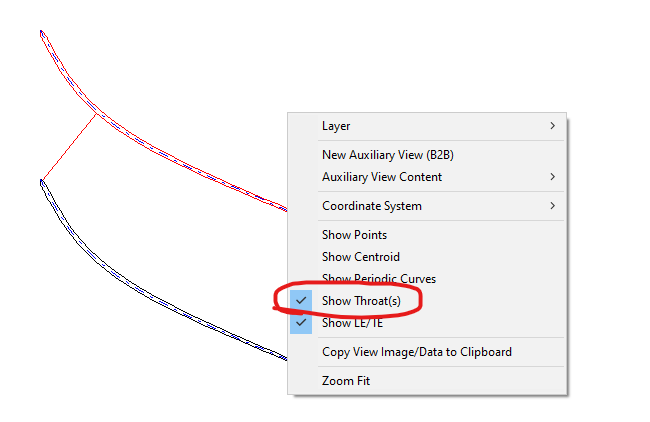 Layer
New Auxiliary View (B2B)
Auxiliary View Content
Coordinate System
Show Points
Show Centroid
Show Periodic Curves
Show Throat(s)
Show LE/TE
Copy View Image/Data to Clipboard
Zoom Fit